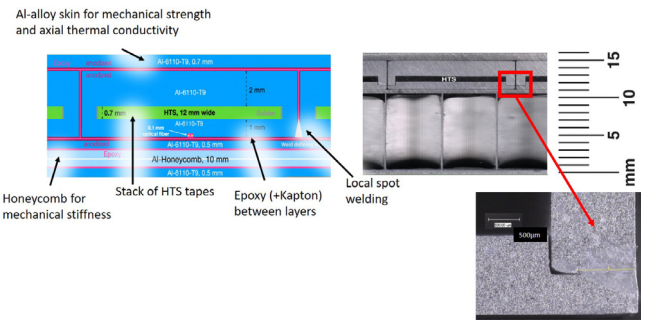 Al-alloy skin for mechanical strength
and axial thermal conductivity
Al-6110-T9, 0.7 mm
anodized
Al-6110-T9
2 mm
0.7 mm
HTS, 12 mm wide
Al-6110-T9
0.1 mm
optical fiber
Al-6110-T9, 0.5 mm
Epoxy
Al-Honeycomb, 10 mm
Al-6110-T9, 0.5 mm
Honeycomb for
mechanical stiffness
Stack of HTS tapes
Epoxy (+Kapton)
between layers
Local spot
welding
HTS
15
10
5
mm
500µm